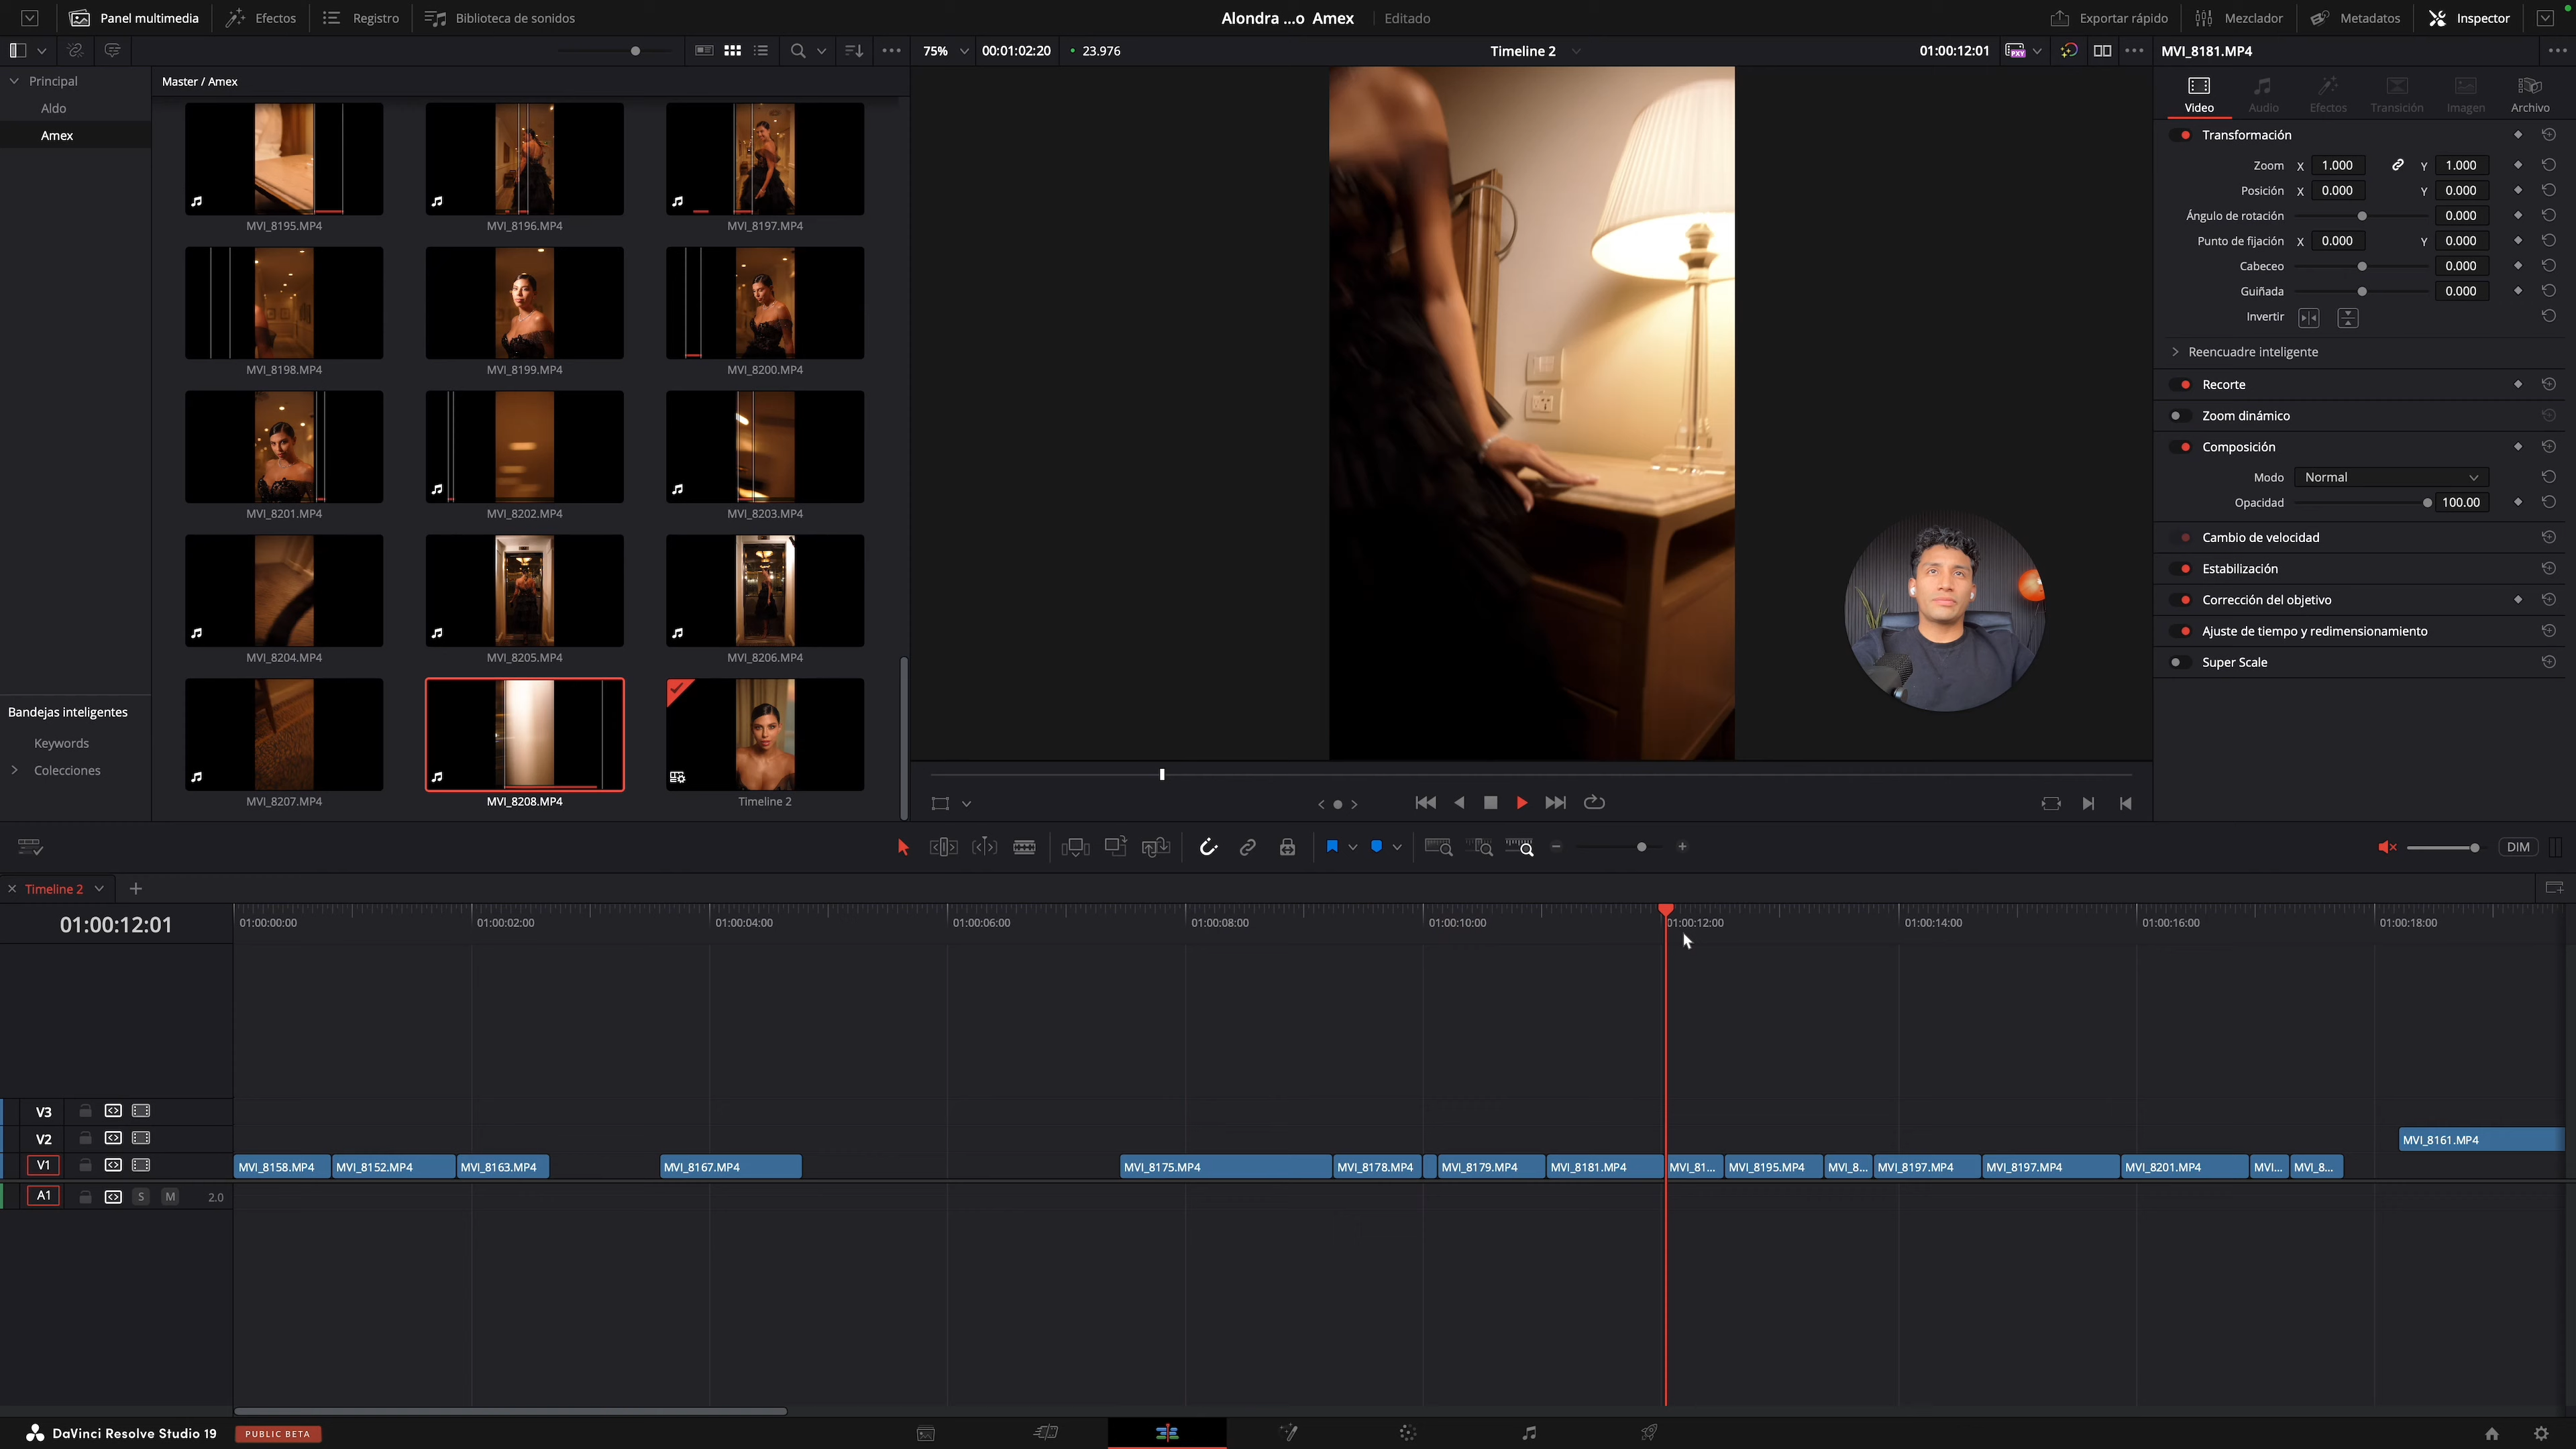 Panel multimedia
Efectos
Registro
Biblioteca de sonidos
Alondra ...o Amex
Editado
Exportar rápido
Mezclador
Metadatos
Inspector
75%
00:01:02:20
23.976
Timeline 2
01:00:12:01
MVI_8181.MP4
Principal
Aldo
Amex
Master / Amex
MVI_8195.MP4
MVI_8196.MP4
MVI_8197.MP4
MVI_8198.MP4
MVI_8199.MP4
MVI_8200.MP4
MVI_8201.MP4
MVI_8202.MP4
MVI_8203.MP4
MVI_8204.MP4
MVI_8205.MP4
MVI_8206.MP4
MVI_8207.MP4
MVI_8208.MP4
Timeline 2
Bandejas inteligentes
Keywords
Colecciones
Video
Audio
Efectos
Transición
Imagen
Archivo
Transformación
Zoom X 1.000 Y 1.000
Posición X 0.000 Y 0.000
Ángulo de rotación 0.000
Punto de fijación X 0.000 Y 0.000
Cabeceo 0.000
Guiñada 0.000
Invertir
Reencuadre inteligente
Recorte
Zoom dinámico
Composición
Modo Normal
Opacidad 100.00
Cambio de velocidad
Estabilización
Corrección del objetivo
Ajuste de tiempo y redimensionamiento
Super Scale
DIM
Timeline 2
01:00:12:01
01:00:00:00
01:00:02:00
01:00:04:00
01:00:06:00
01:00:08:00
01:00:10:00
01:00:12:00
01:00:14:00
01:00:16:00
01:00:18:00
V3
V2
MVI_8161.MP4
V1
MVI_8158.MP4
MVI_8152.MP4
MVI_8163.MP4
MVI_8167.MP4
MVI_8175.MP4
MVI_8178.MP4
MVI_8179.MP4
MVI_8181.MP4
MVI_81...
MVI_8195.MP4
MVI_8...
MVI_8197.MP4
MVI_8197.MP4
MVI_8201.MP4
MVI...
MVI_8...
A1 S M 2.0
DaVinci Resolve Studio 19
PUBLIC BETA